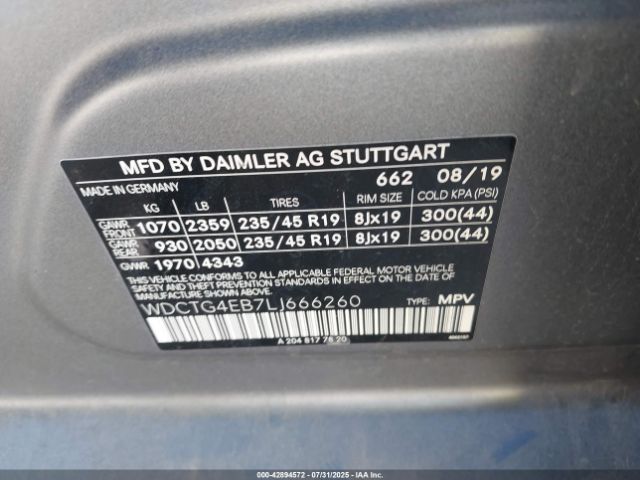 MFD BY DAIMLER AG STUTTGART
MADE IN GERMANY 662 08/19
KG LB TIRES RIM SIZE COLD KPA (PSI)
GAWR FRONT 1070 2359 235/45 R19 8Jx19 300(44)
GAWR REAR 930 2050 235/45 R19 8Jx19 300(44)
GVWR 1970 4343
THIS VEHICLE CONFORMS TO ALL APPLICABLE FEDERAL MOTOR VEHICLE
SAFETY AND THEFT PREVENTION STANDARDS IN EFFECT ON THE DATE
OF MANUFACTURE SHOWN ABOVE.
WDCTG4EB7LJ666260 TYPE: MPV
A 204 817 78 20
000-42894572 | 07/31/2025 | IAA, Inc.